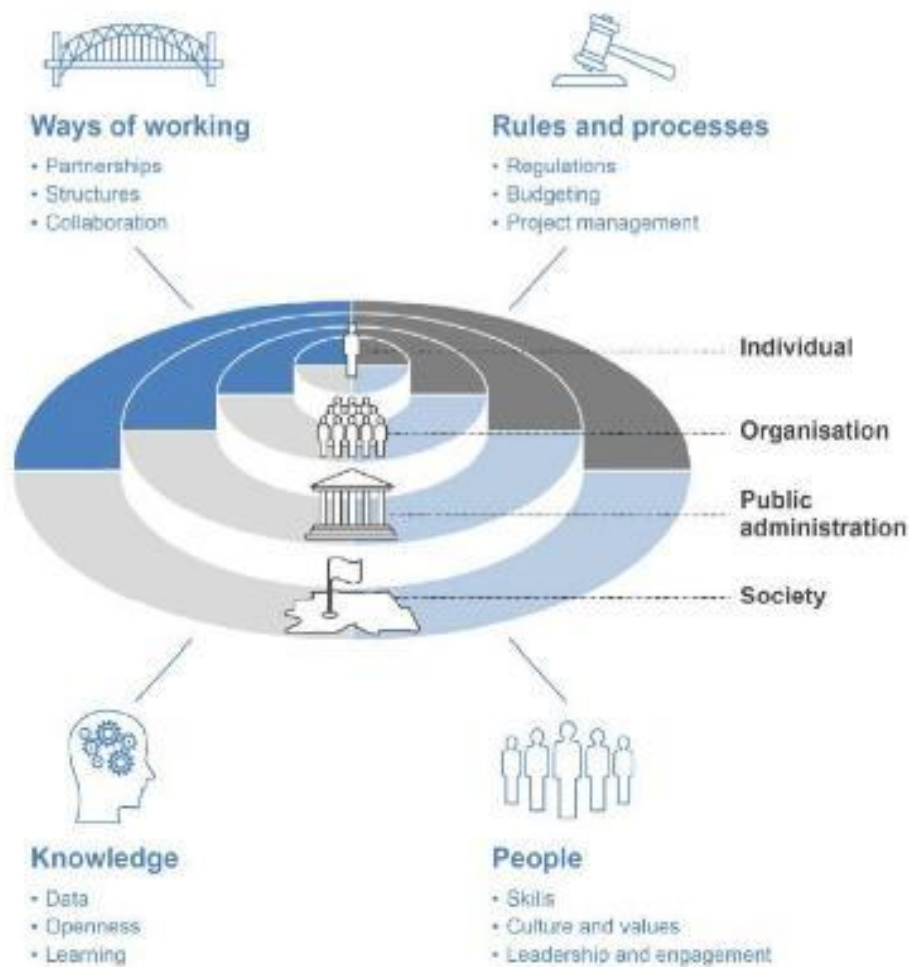 Ways of working
• Partnerships
• Structures
• Collaboration
Rules and processes
• Regulations
• Budgeting
• Project management
Individual
Organisation
Public
administration
Society
Knowledge
• Data
• Openness
• Learning
People
• Skills
• Culture and values
• Leadership and engagement